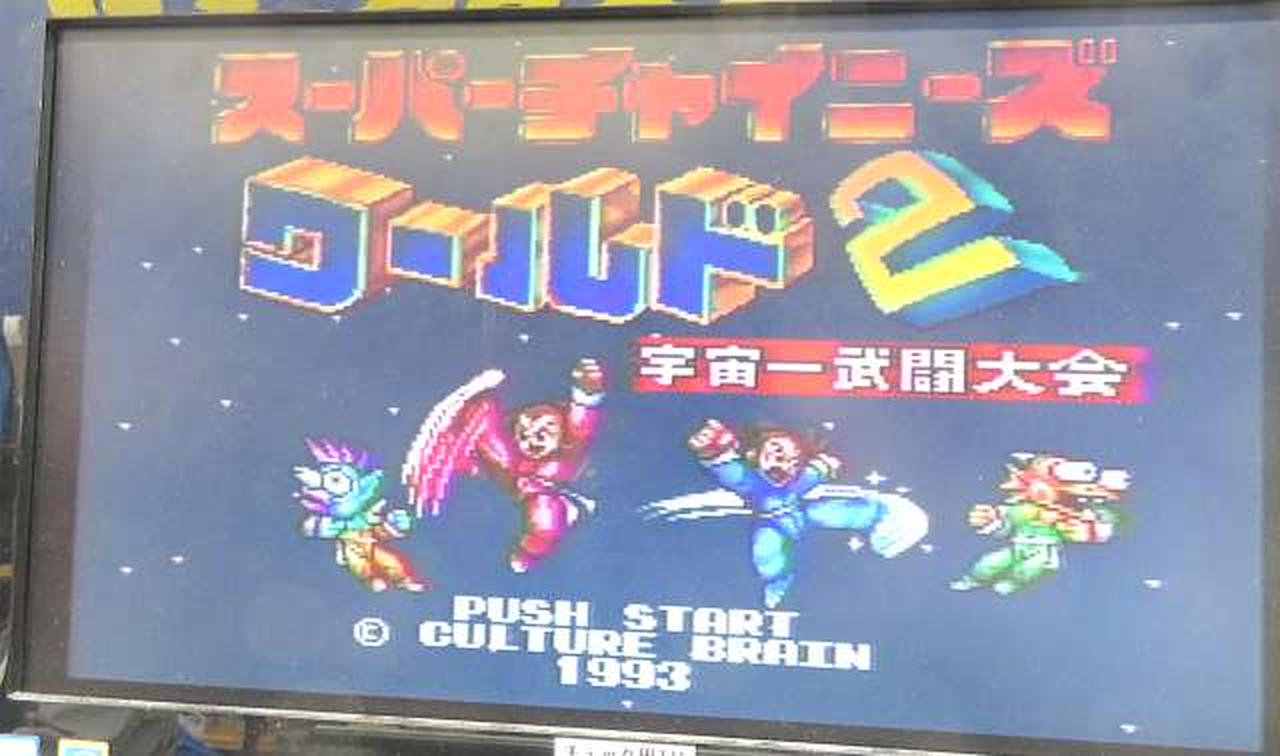 スーパーチャイニーズ
ワールド2
宇宙一武闘大会
PUSH START
© CULTURE BRAIN
1993